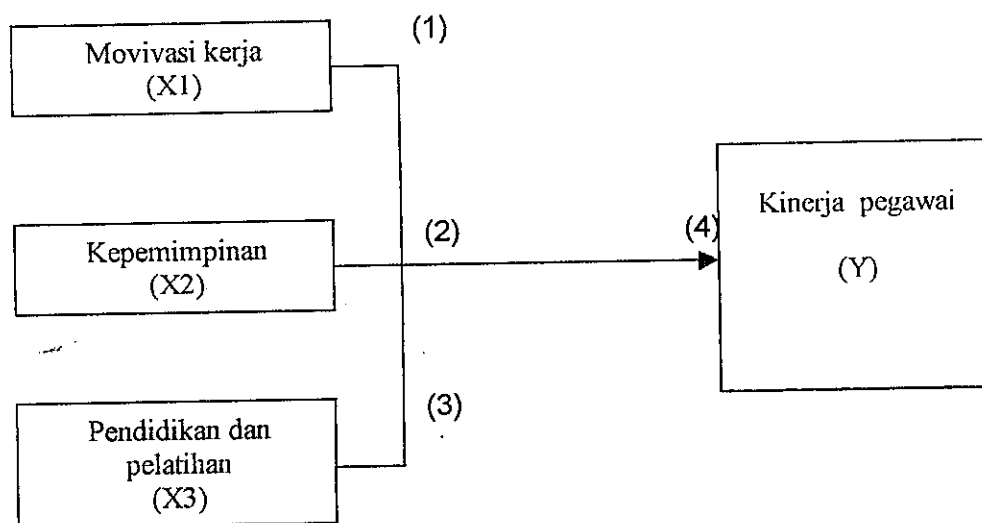 (1)
Movivasi kerja
(X1)
(2)
Kepemimpinan
(X2)
(4)
Kinerja pegawai
(Y)
(3)
Pendidikan dan
pelatihan
(X3)